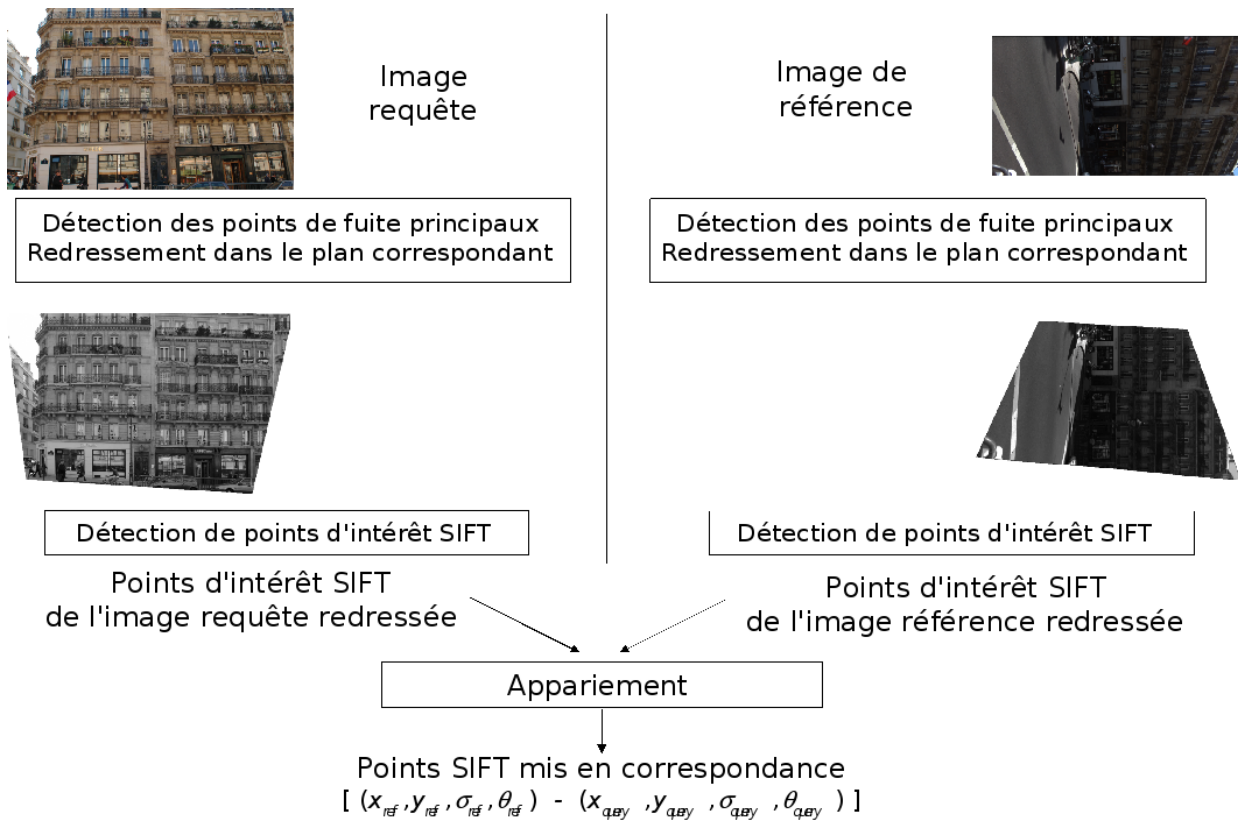 Image
requête
Image de
référence
Détection des points de fuite principaux
Redressement dans le plan correspondant
Détection des points de fuite principaux
Redressement dans le plan correspondant
Détection de points d'intérêt SIFT
Détection de points d'intérêt SIFT
Points d'intérêt SIFT
de l'image requête redressée
Points d'intérêt SIFT
de l'image référence redressée
Appariement
Points SIFT mis en correspondance
[ (x_ref ,y_ref ,σ_ref ,θ_ref ) - (x_query ,y_query ,σ_query ,θ_query ) ]